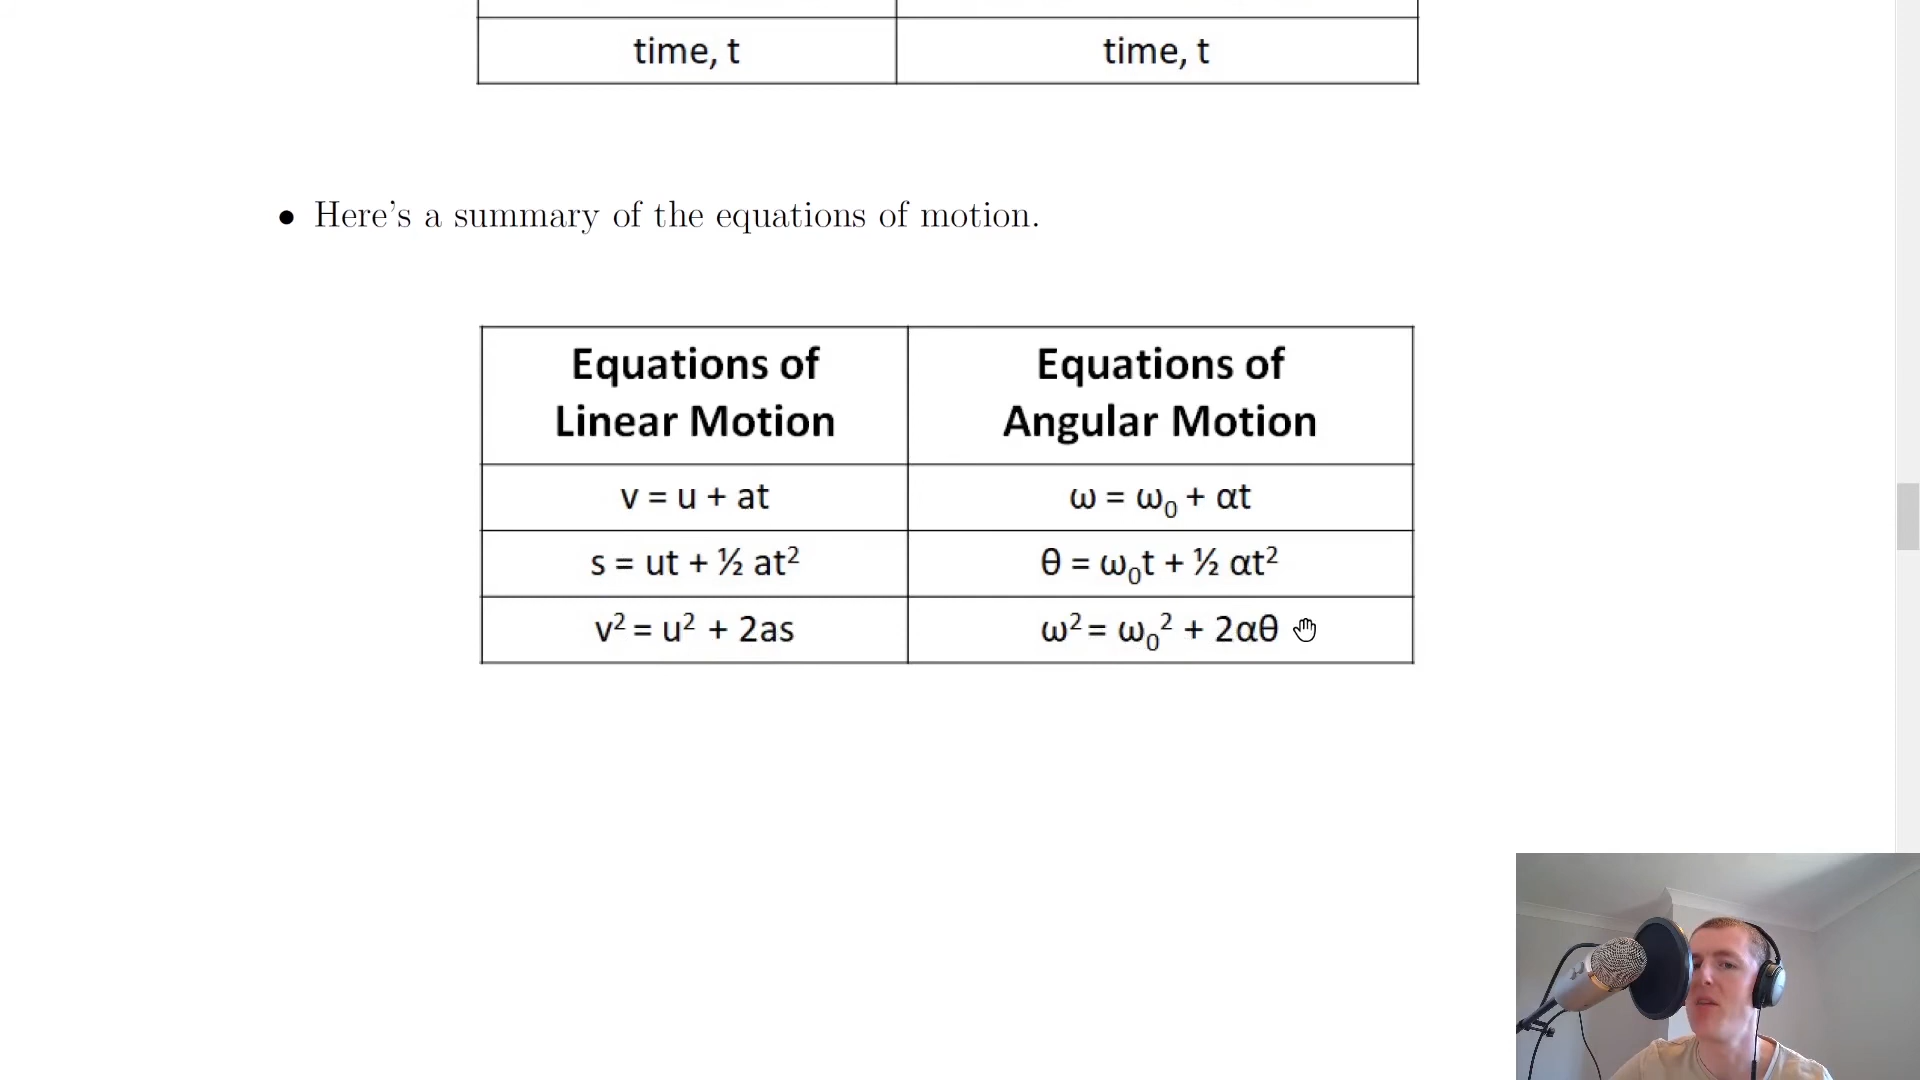 time, t
time, t
• Here's a summary of the equations of motion.
Equations of
Linear Motion
Equations of
Angular Motion
v = u + at
ω = ω₀ + αt
s = ut + ½ at²
θ = ω₀t + ½ αt²
v² = u² + 2as
ω² = ω₀² + 2αθ